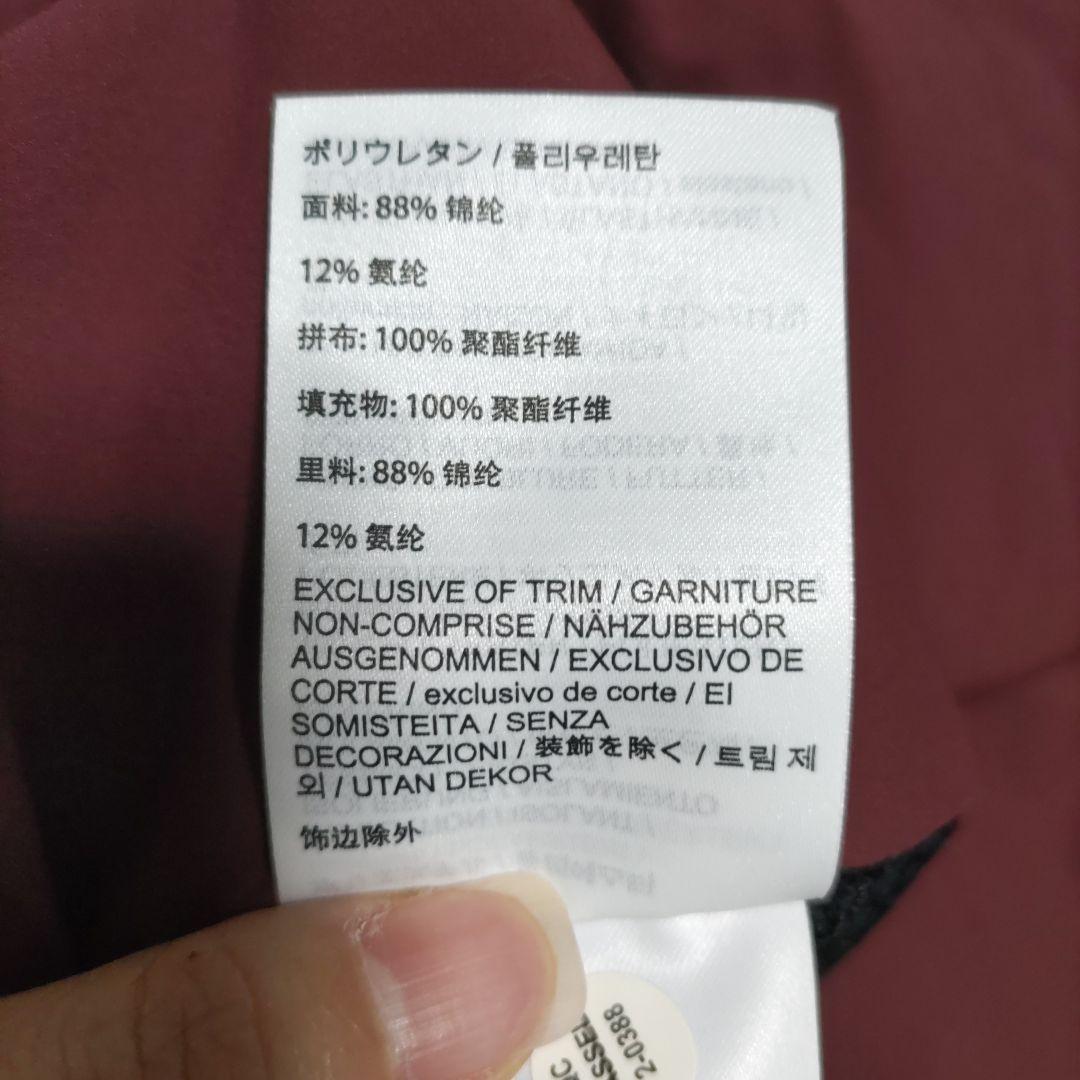 ポリウレタン / 폴리우레탄
面料: 88% 锦纶
12% 氨纶
拼布: 100% 聚酯纤维
填充物: 100% 聚酯纤维
里料: 88% 锦纶
12% 氨纶
EXCLUSIVE OF TRIM / GARNITURE
NON-COMPRISE / NÄHZUBEHÖR
AUSGENOMMEN / EXCLUSIVO DE
CORTE / exclusivo de corte / EI
SOMISTEITA / SENZA
DECORAZIONI / 装飾を除く / 트림 제
외 / UTAN DEKOR
饰边除外
2-0388